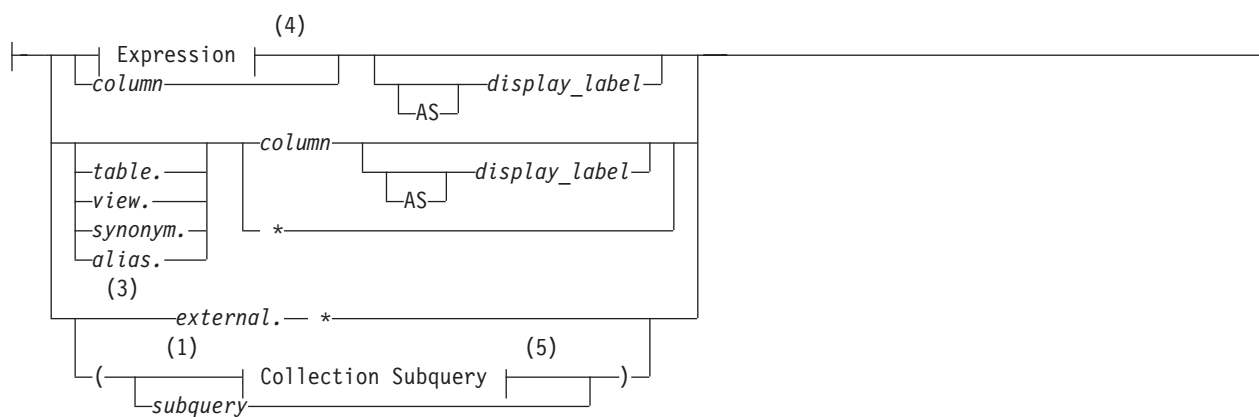 (4)
Expression
column
display_label
AS
column
table.
display_label
view.
AS
synonym.
*
alias.
(3)
external. *
(1) (5)
( Collection Subquery )
subquery